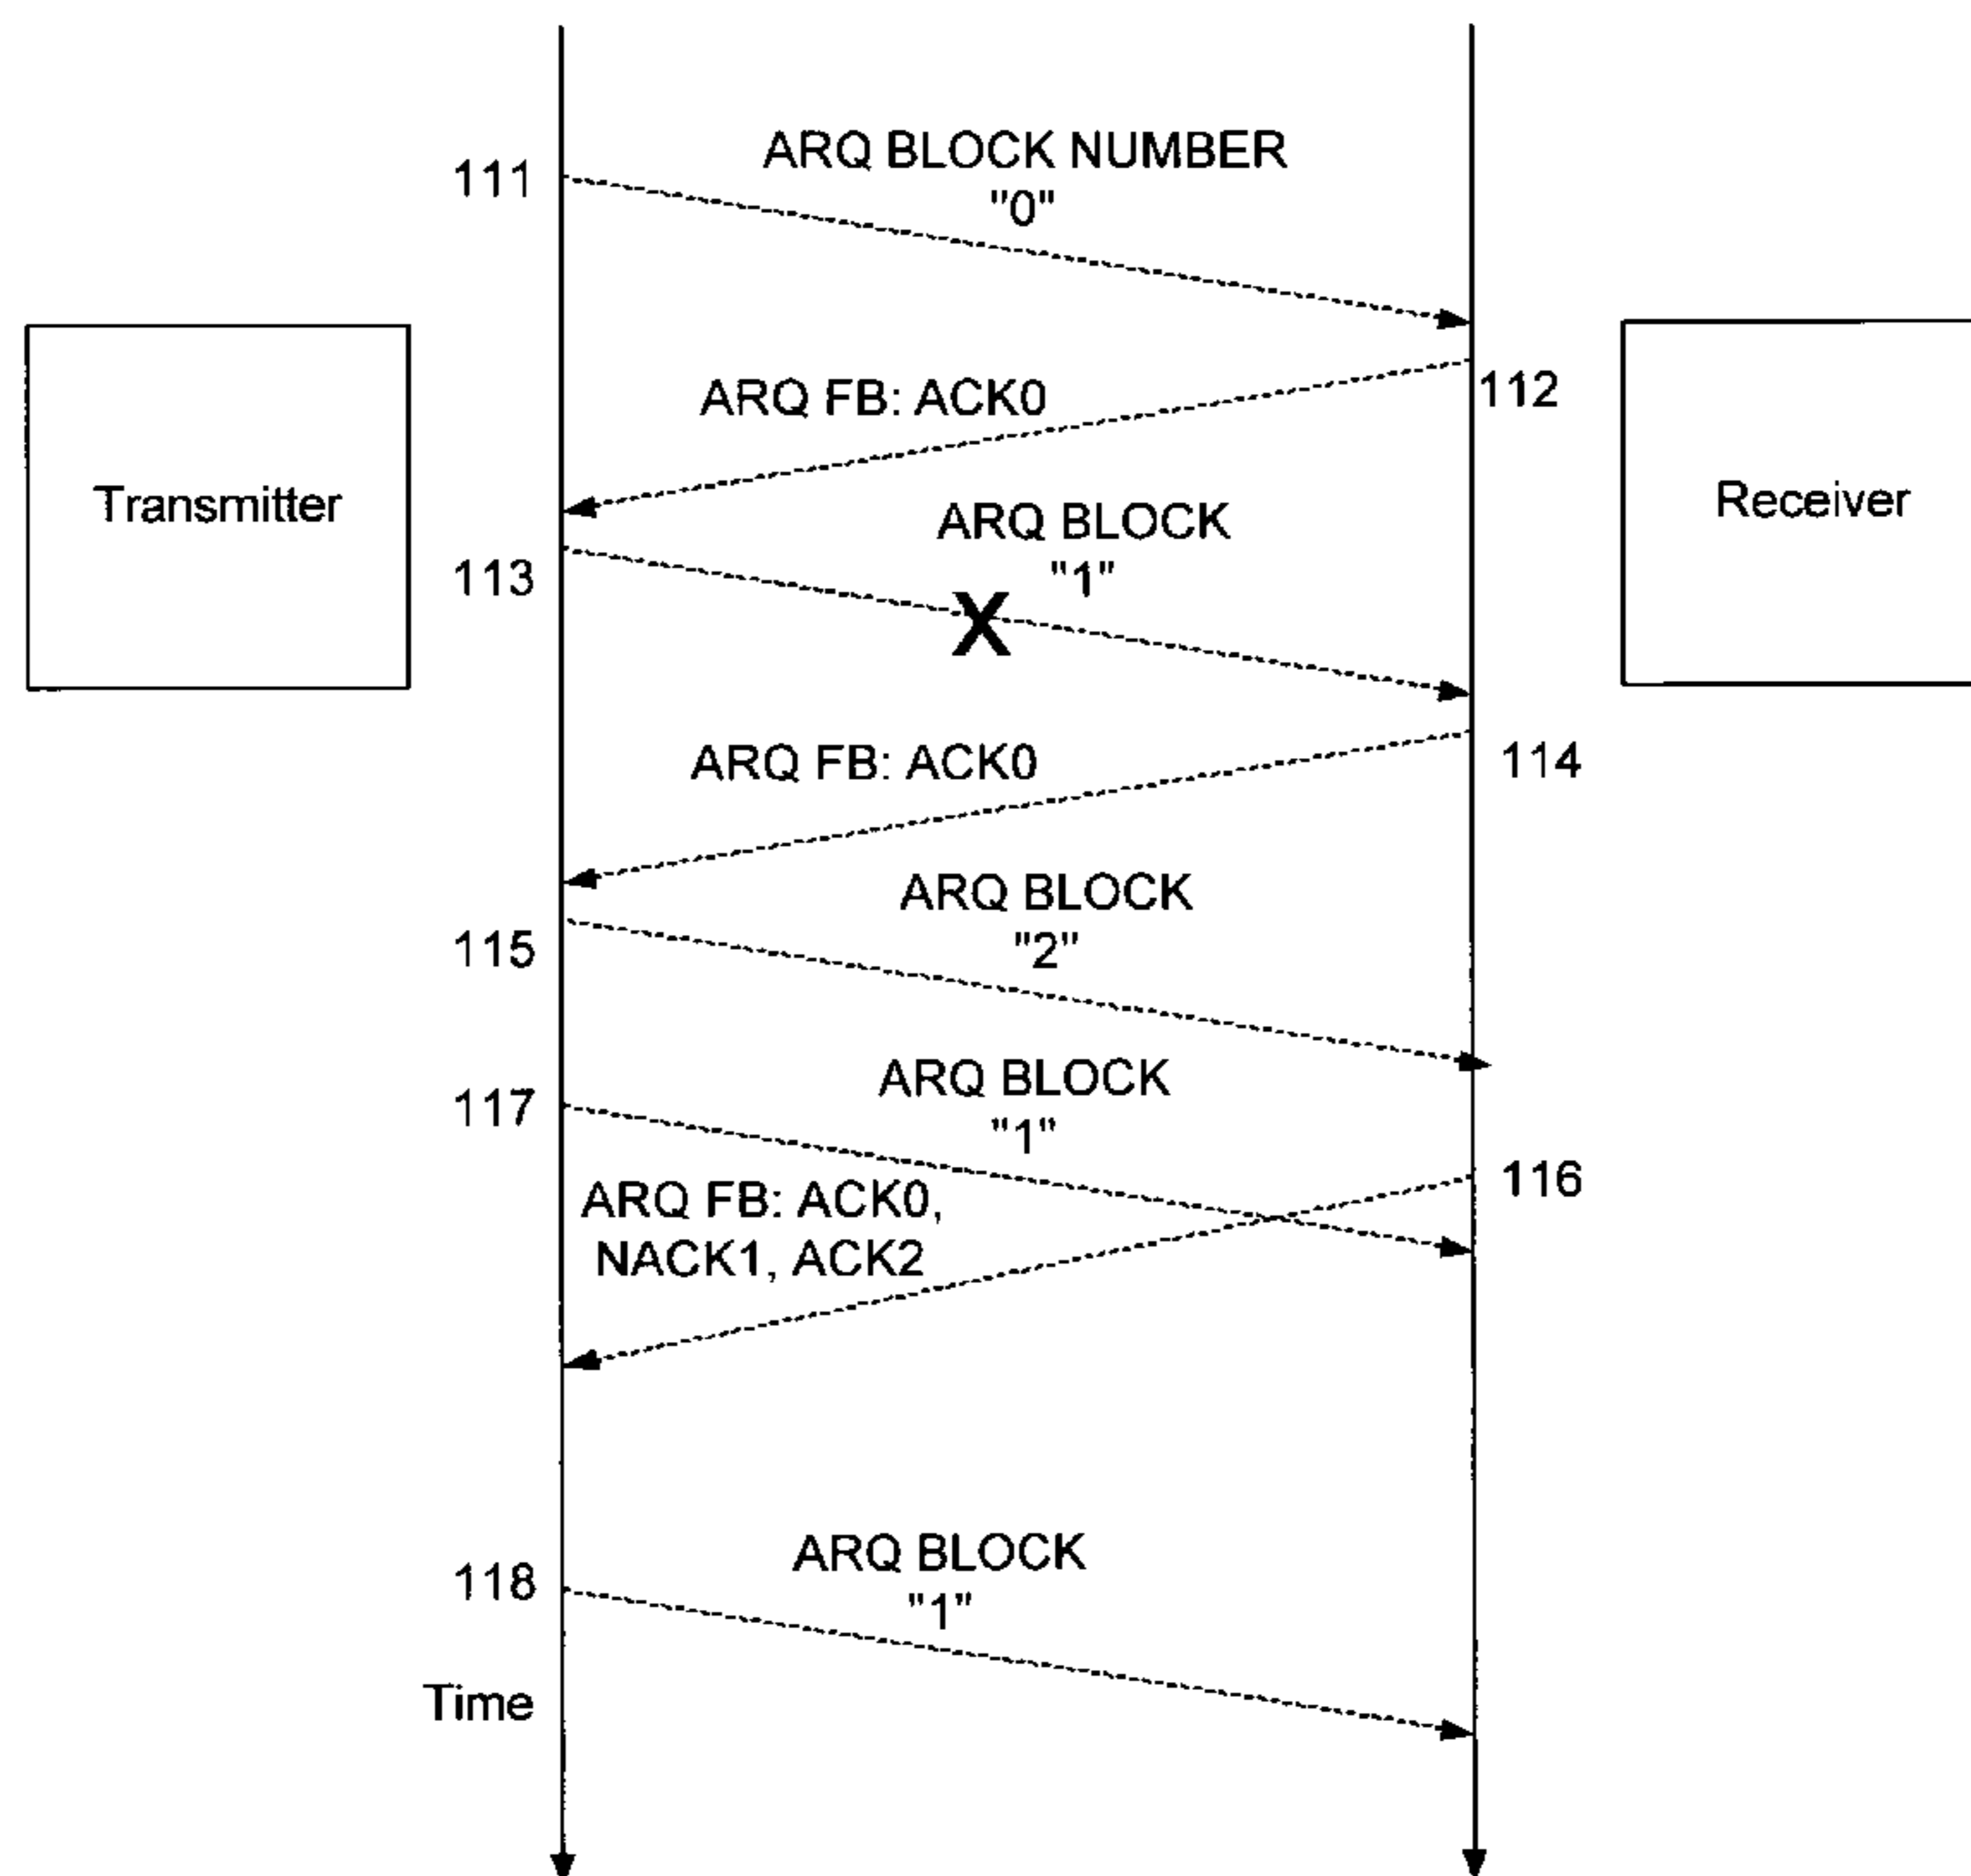 ARQ BLOCK NUMBER
"0"
111
ARQ FB: ACK0
112
Transmitter
Receiver
ARQ BLOCK
"1"
113
X
ARQ FB: ACK0
114
ARQ BLOCK
"2"
115
ARQ BLOCK
"1"
117
116
ARQ FB: ACK0,
NACK1, ACK2
ARQ BLOCK
"1"
118
Time